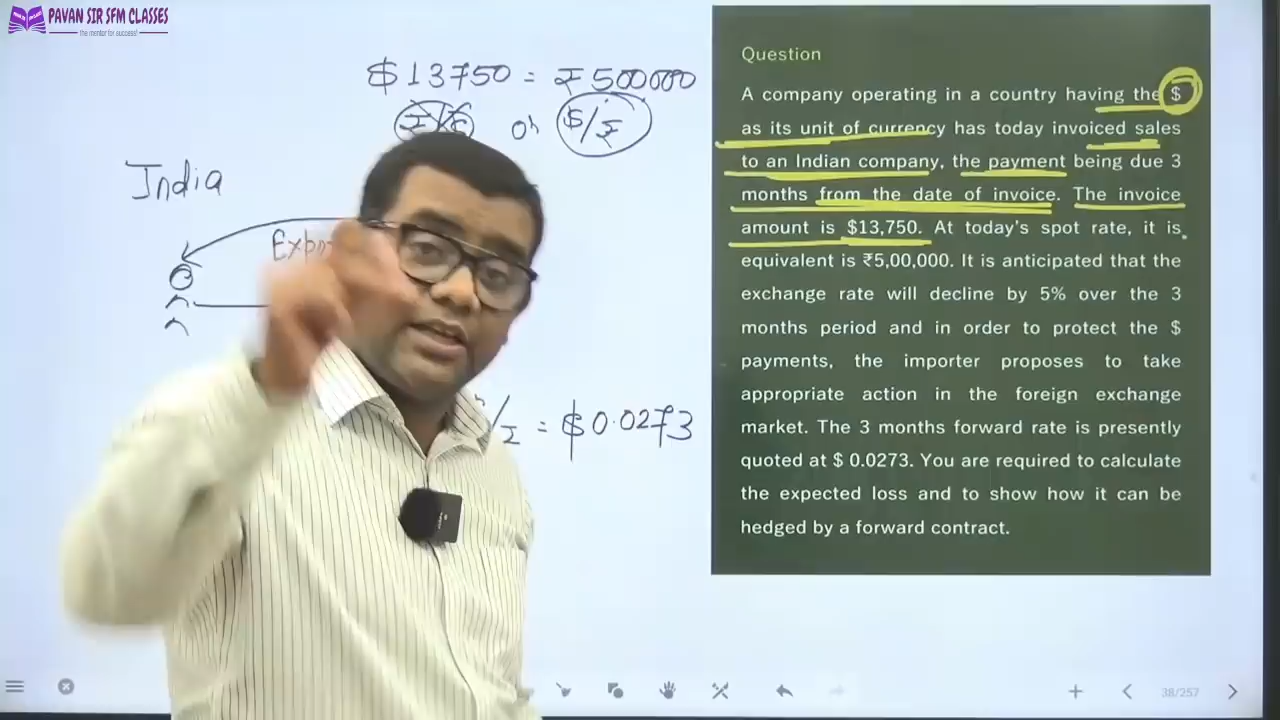 PAVAN SIR SFM CLASSES
the mentor for success!
$ 13750 = ₹ 500000
₹/$ or $/₹
India
= $ 0.0273
Question
A company operating in a country having the $
as its unit of currency has today invoiced sales
to an Indian company, the payment being due 3
months from the date of invoice. The invoice
amount is $13,750. At today's spot rate, it is
equivalent is ₹5,00,000. It is anticipated that the
exchange rate will decline by 5% over the 3
months period and in order to protect the $
payments, the importer proposes to take
appropriate action in the foreign exchange
market. The 3 months forward rate is presently
quoted at $ 0.0273. You are required to calculate
the expected loss and to show how it can be
hedged by a forward contract.
38/257